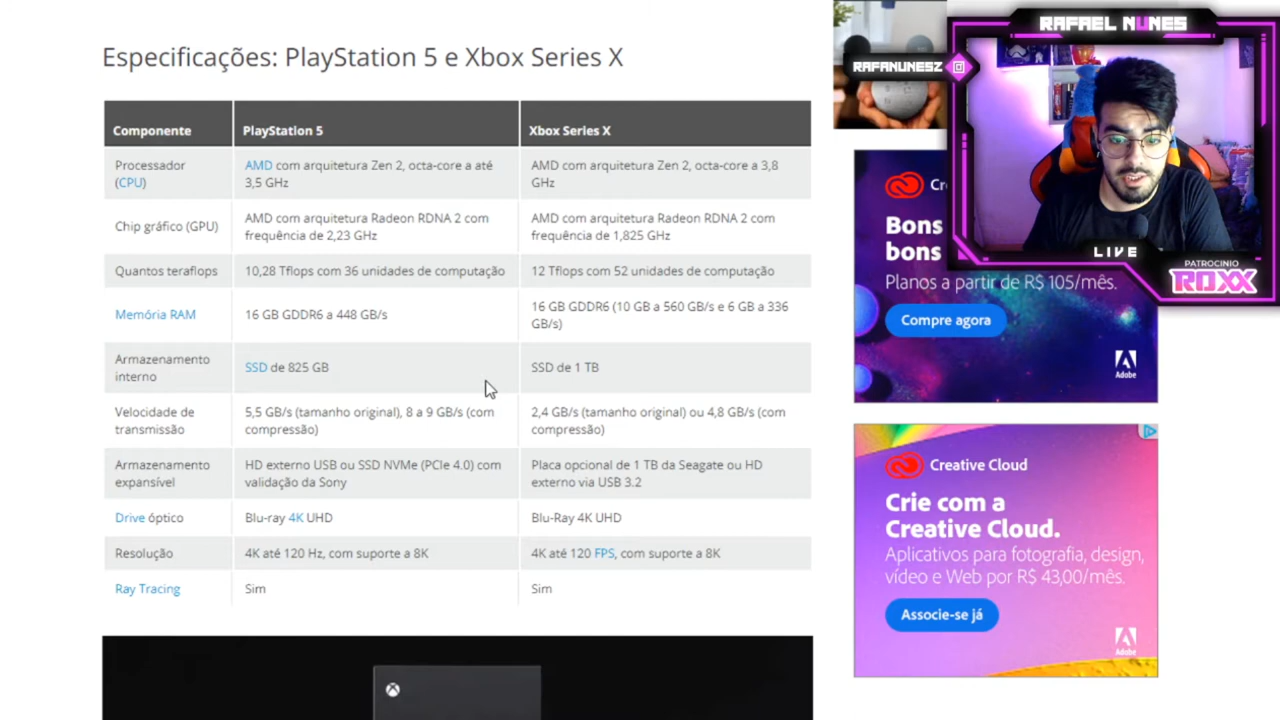 Especificações: PlayStation 5 e Xbox Series X
Componente
PlayStation 5
Xbox Series X
Processador
(CPU)
AMD com arquitetura Zen 2, octa-core a até
3,5 GHz
AMD com arquitetura Zen 2, octa-core a 3,8
GHz
Chip gráfico (GPU)
AMD com arquitetura Radeon RDNA 2 com
frequência de 2,23 GHz
AMD com arquitetura Radeon RDNA 2 com
frequência de 1,825 GHz
Quantos teraflops
10,28 Tflops com 36 unidades de computação
12 Tflops com 52 unidades de computação
Memória RAM
16 GB GDDR6 a 448 GB/s
16 GB GDDR6 (10 GB a 560 GB/s e 6 GB a 336
GB/s)
Armazenamento
interno
SSD de 825 GB
SSD de 1 TB
Velocidade de
transmissão
5,5 GB/s (tamanho original), 8 a 9 GB/s (com
compressão)
2,4 GB/s (tamanho original) ou 4,8 GB/s (com
compressão)
Armazenamento
expansível
HD externo USB ou SSD NVMe (PCIe 4.0) com
validação da Sony
Placa opcional de 1 TB da Seagate ou HD
externo via USB 3.2
Drive óptico
Blu-ray 4K UHD
Blu-Ray 4K UHD
Resolução
4K até 120 Hz, com suporte a 8K
4K até 120 FPS, com suporte a 8K
Ray Tracing
Sim
Sim
RAFAEL NUNES
RAFANUNESZ
LIVE
PATROCINIO
ROXX
Cr
Bons
bons
Planos a partir de R$ 105/mês.
Compre agora
Adobe
Creative Cloud
Crie com a
Creative Cloud.
Aplicativos para fotografia, design,
vídeo e Web por R$ 43,00/mês.
Associe-se já
Adobe